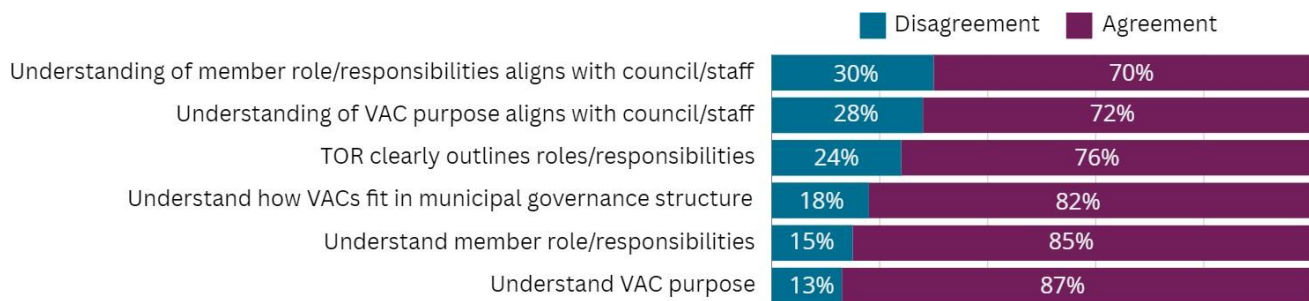 Disagreement Agreement
Understanding of member role/responsibilities aligns with council/staff 30% 70%
Understanding of VAC purpose aligns with council/staff 28% 72%
TOR clearly outlines roles/responsibilities 24% 76%
Understand how VACs fit in municipal governance structure 18% 82%
Understand member role/responsibilities 15% 85%
Understand VAC purpose 13% 87%